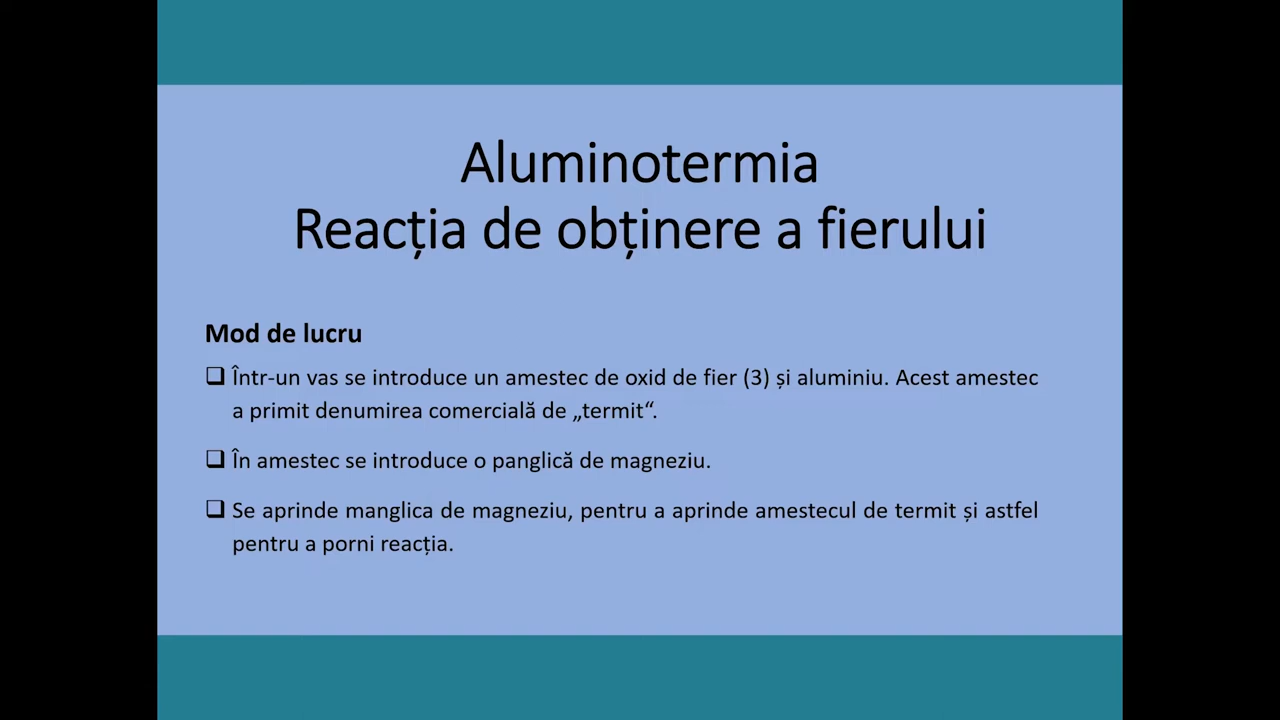 Aluminotermia
Reacția de obținere a fierului
Mod de lucru
❑ Într-un vas se introduce un amestec de oxid de fier (3) și aluminiu. Acest amestec
a primit denumirea comercială de „termit“.
❑ În amestec se introduce o panglică de magneziu.
❑ Se aprinde manglica de magneziu, pentru a aprinde amestecul de termit și astfel
pentru a porni reacția.